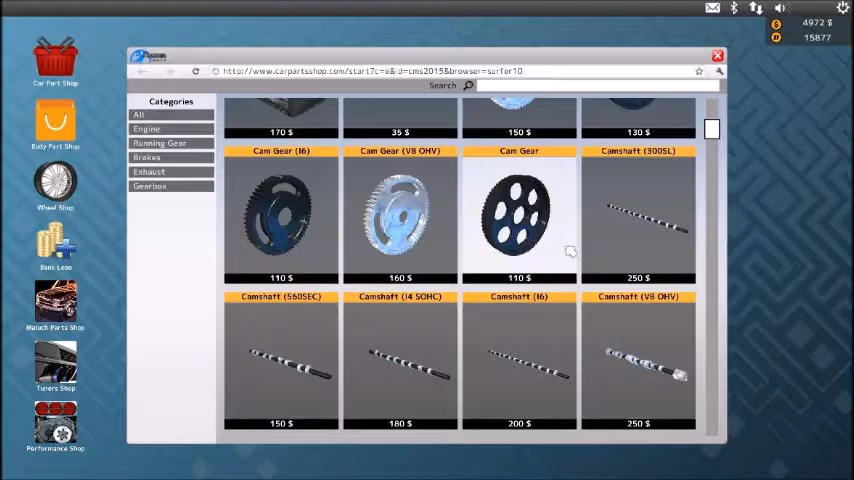 4972 $
15877
http://www.carpartsshop.com/start?c=e&id=cms2015&browser=surfer10
Search
Categories
All
Engine
Running Gear
Brakes
Exhaust
Gearbox
Car Part Shop
Body Part Shop
Wheel Shop
Bank Loan
Maluch Parts Shop
Tuners Shop
Performance Shop
170 $ 35 $ 150 $ 130 $
Cam Gear (I6) Cam Gear (V8 OHV) Cam Gear Camshaft (300SL)
110 $ 160 $ 110 $ 250 $
Camshaft (560SEC) Camshaft (I4 SOHC) Camshaft (I6) Camshaft (V8 OHV)
150 $ 180 $ 200 $ 250 $